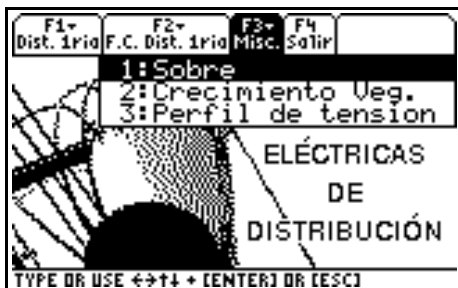 F1▾ F2▾ F3▾ F4
Dist. 1ria F.C. Dist. 1ria Misc. Salir
1:Sobre
2:Crecimiento Veg.
3:Perfil de tension
ELÉCTRICAS
DE
DISTRIBUCIÓN
TYPE OR USE ←→↑↓ + [ENTER] OR [ESC]